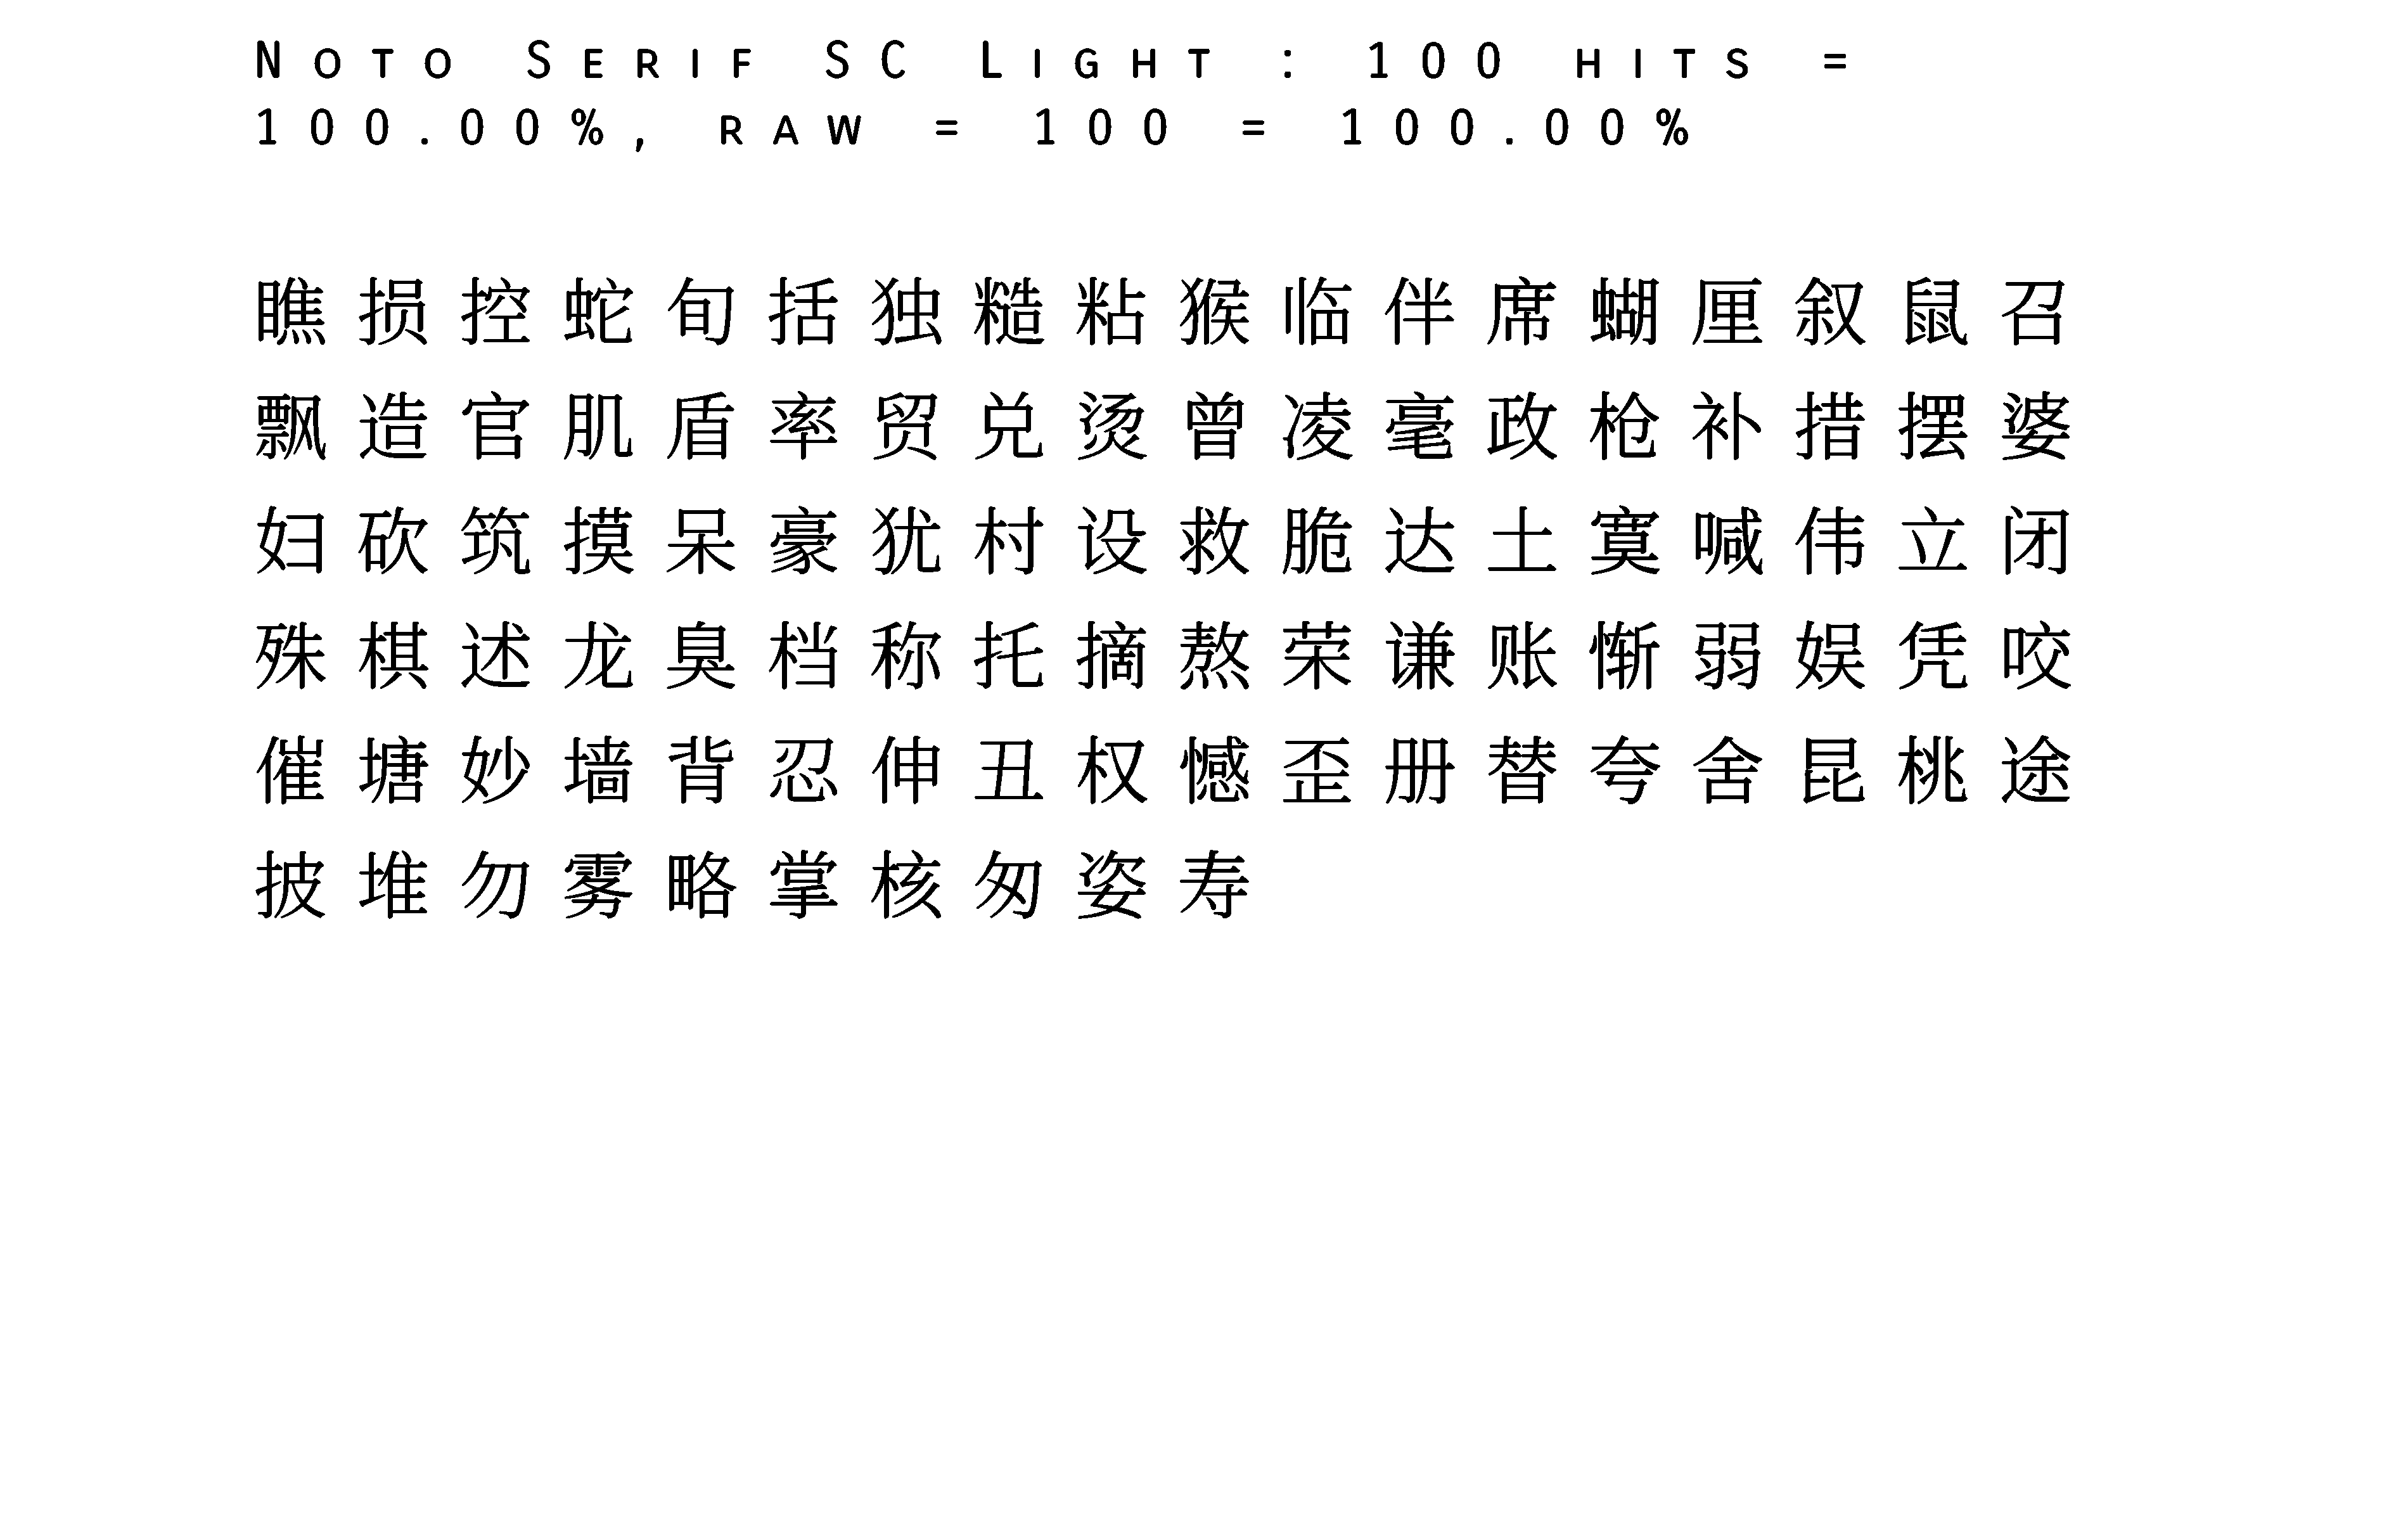 Noto Serif SC Light : 100 hits =
100.00%, raw = 100 = 100.00%
瞧损控蛇旬括独糙粘猴临伴席蝴厘叙鼠召
飘造官肌盾率贸兑烫曾凌毫政枪补措摆婆
妇砍筑摸呆豪犹村设救脆达土寞喊伟立闭
殊棋述龙臭档称托摘熬荣谦账惭弱娱凭咬
催塘妙墙背忍伸丑权憾歪册替夸舍昆桃途
披堆勿雾略掌核匆姿寿